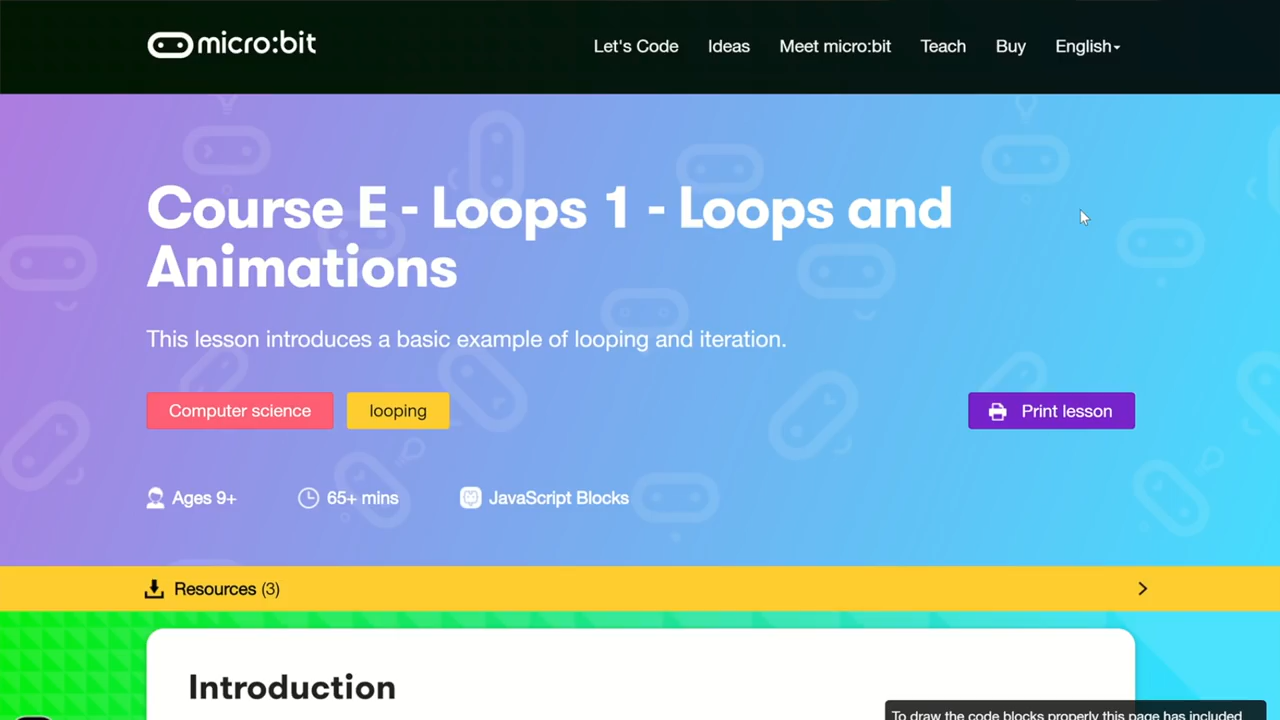 micro:bit
Let's Code Ideas Meet micro:bit Teach Buy English
Course E - Loops 1 - Loops and
Animations
This lesson introduces a basic example of looping and iteration.
Computer science looping Print lesson
Ages 9+ 65+ mins JavaScript Blocks
Resources (3)
Introduction
To draw the code blocks properly this page has included